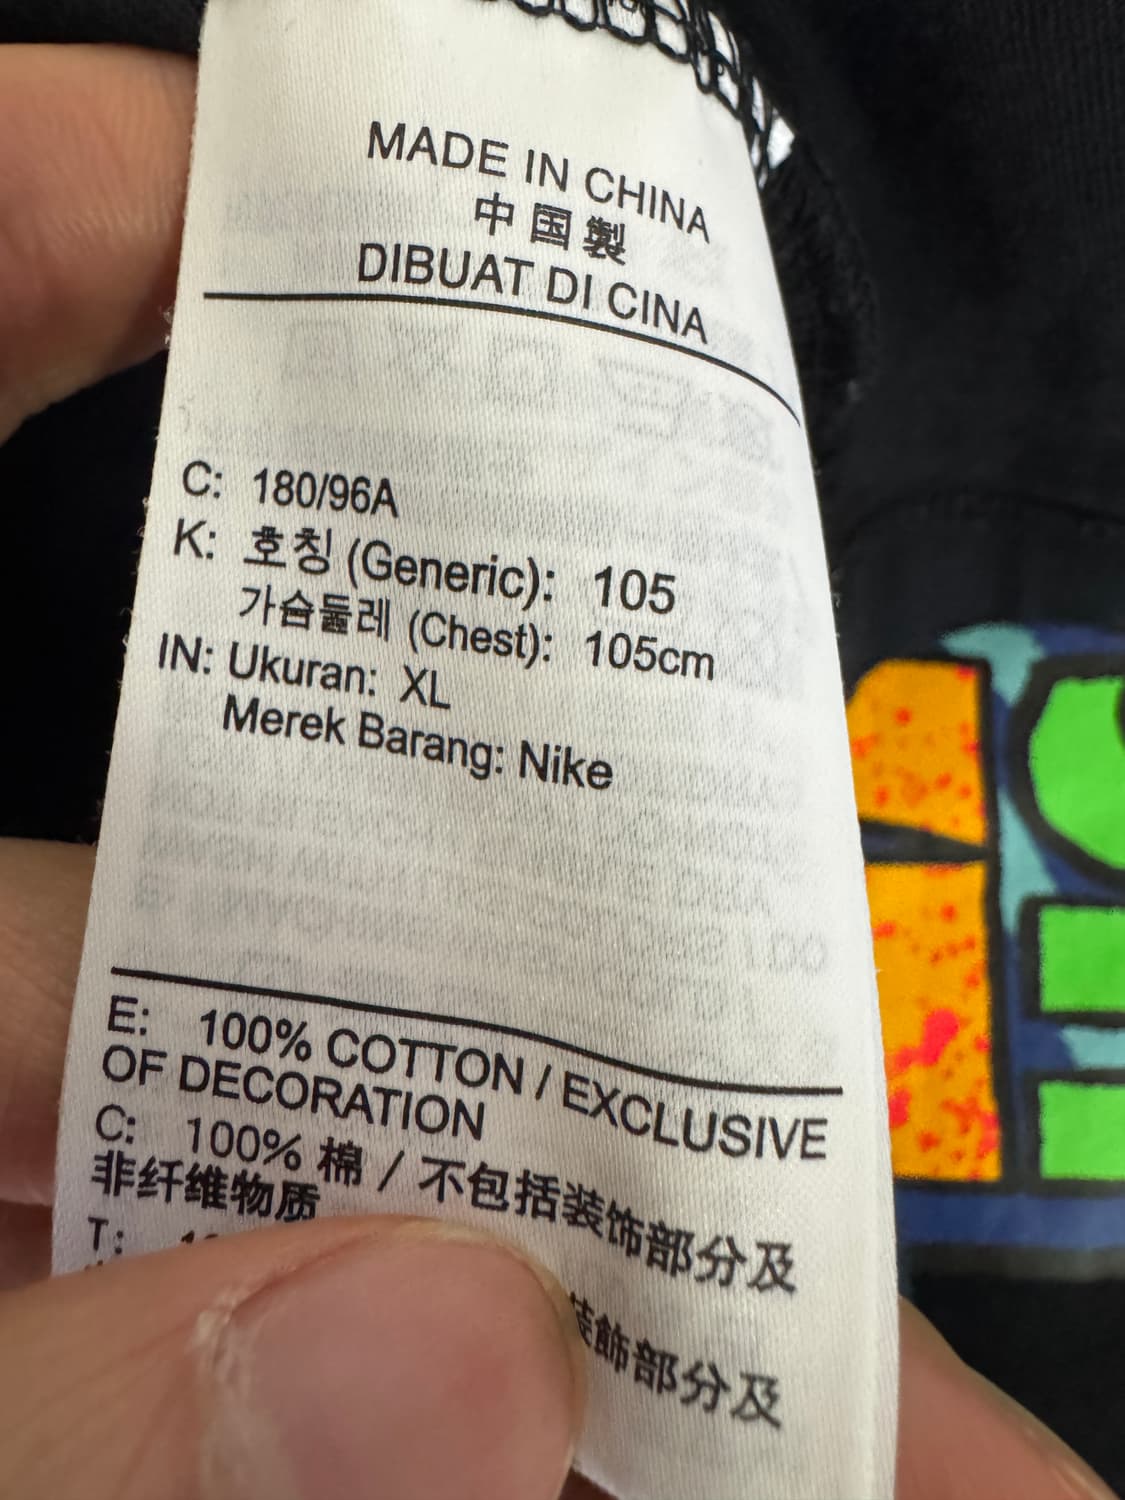 MADE IN CHINA
中国製
DIBUAT DI CINA
C: 180/96A
K: 호칭 (Generic): 105
가슴둘레 (Chest): 105cm
IN: Ukuran: XL
Merek Barang: Nike
E: 100% COTTON / EXCLUSIVE
OF DECORATION
C: 100% 棉 / 不包括装饰部分及
非纤维物质
T:
飾部分及